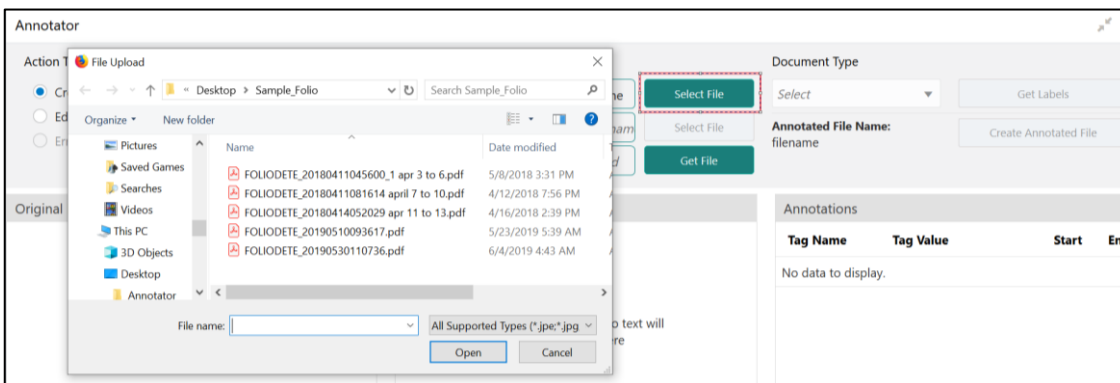 Annotator
Action T
File Upload
Document Type
Cr
Desktop > Sample_Folio
Search Sample_Folio
ne
Select File
Select
Get Labels
Ed
Organize
New folder
nam
Select File
Annotated File Name:
filename
Create Annotated File
Er
d
Get File
Pictures
Saved Games
Searches
Videos
This PC
3D Objects
Desktop
Annotator
Name
Date modified
FOLIODETE_20180411045600_1 apr 3 to 6.pdf 5/8/2018 3:31 PM
FOLIODETE_20180411081614 april 7 to 10.pdf 4/12/2018 7:56 PM
FOLIODETE_20180414052029 apr 11 to 13.pdf 4/16/2018 2:39 PM
FOLIODETE_20190510093617.pdf 5/23/2019 5:39 AM
FOLIODETE_20190530110736.pdf 6/4/2019 4:43 AM
File name:
All Supported Types (*.jpe;*.jpg
Open
Cancel
Original
o text will
re
Annotations
Tag Name Tag Value Start En
No data to display.